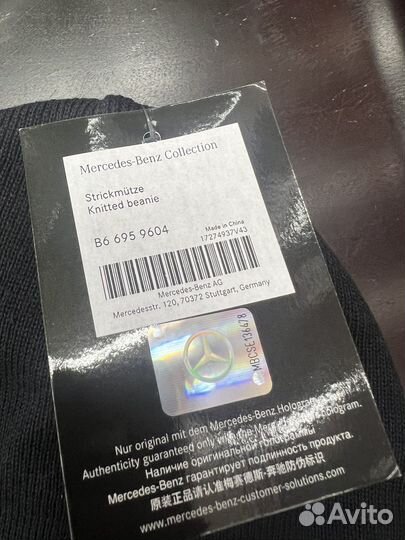 Mercedes-Benz Collection
Strickmütze
Knitted beanie
B6 695 9604
Made in China
17274937V43
Mercedes-Benz AG
Mercedesstr. 120, 70372 Stuttgart, Germany
MBCSE136478
Nur original mit dem Mercedes-Benz Hologramm.
Authenticity guaranteed only with the Mercedes-Benz Hologram.
Наличие оригинальной голограммы
Mercedes-Benz гарантирует подлинность продукта.
原装正品请认准梅赛德斯-奔驰防伪标识
www.mercedes-benz-customer-solutions.com
Avito